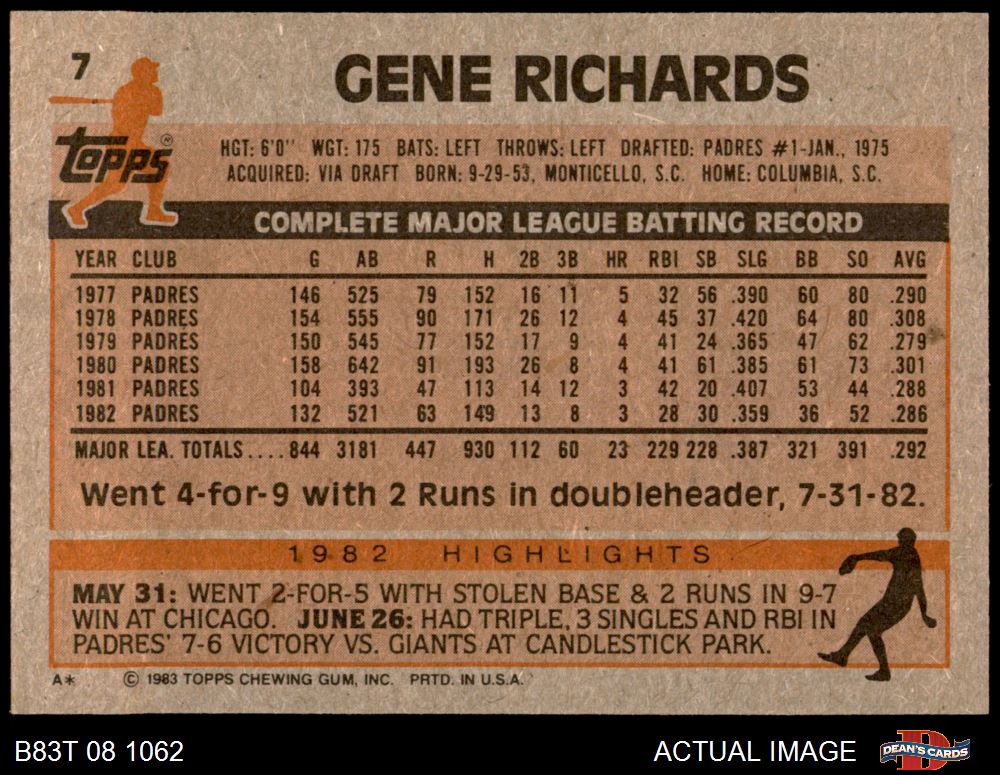 7
GENE RICHARDS
Topps®
HGT: 6'0" WGT: 175 BATS: LEFT THROWS: LEFT DRAFTED: PADRES #1-JAN., 1975
ACQUIRED: VIA DRAFT BORN: 9-29-53, MONTICELLO, S.C. HOME: COLUMBIA, S.C.
COMPLETE MAJOR LEAGUE BATTING RECORD
YEAR CLUB G AB R H 2B 3B HR RBI SB SLG BB SO AVG
1977 PADRES 146 525 79 152 16 11 5 32 56 .390 60 80 .290
1978 PADRES 154 555 90 171 26 12 4 45 37 .420 64 80 .308
1979 PADRES 150 545 77 152 17 9 4 41 24 .365 47 62 .279
1980 PADRES 158 642 91 193 26 8 4 41 61 .385 61 73 .301
1981 PADRES 104 393 47 113 14 12 3 42 20 .407 53 44 .288
1982 PADRES 132 521 63 149 13 8 3 28 30 .359 36 52 .286
MAJOR LEA. TOTALS.... 844 3181 447 930 112 60 23 229 228 .387 321 391 .292
Went 4-for-9 with 2 Runs in doubleheader, 7-31-82.
1982 HIGHLIGHTS
MAY 31: WENT 2-FOR-5 WITH STOLEN BASE & 2 RUNS IN 9-7
WIN AT CHICAGO. JUNE 26: HAD TRIPLE, 3 SINGLES AND RBI IN
PADRES' 7-6 VICTORY VS. GIANTS AT CANDLESTICK PARK.
A* © 1983 TOPPS CHEWING GUM, INC. PRTD. IN U.S.A.
B83T 08 1062 ACTUAL IMAGE DEAN'S CARDS